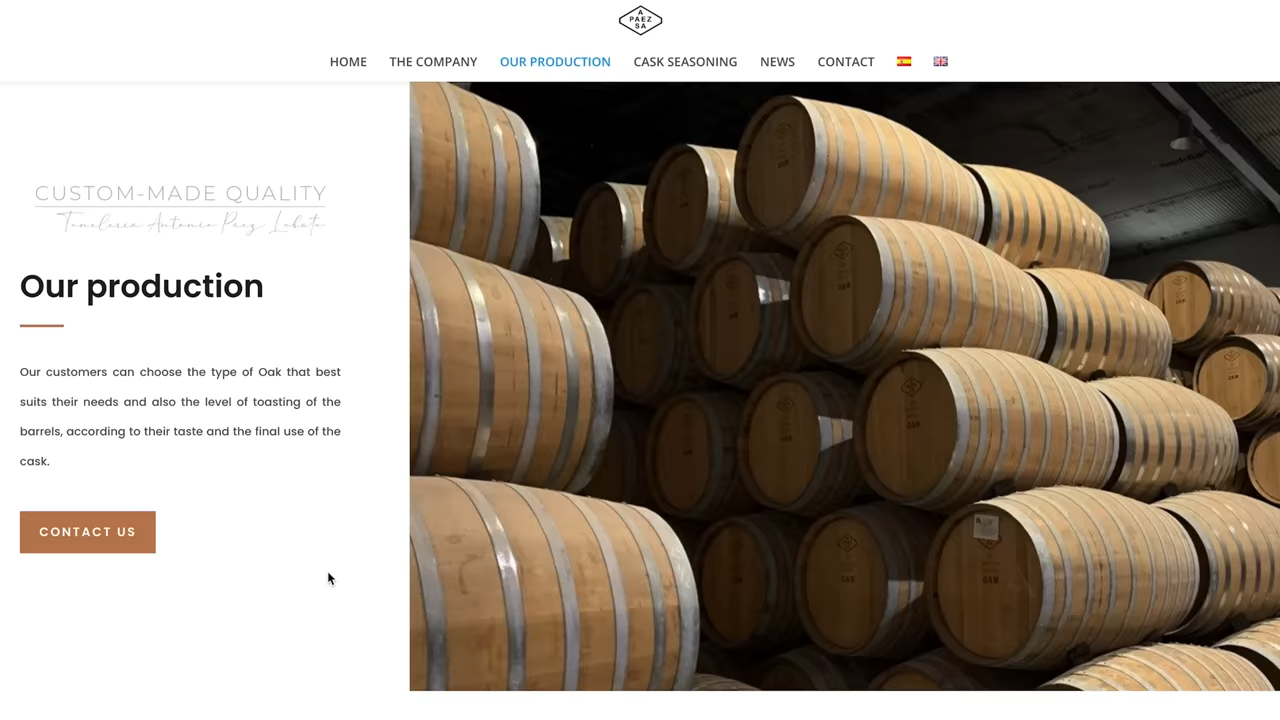 A
PAEZ
SA
HOME THE COMPANY OUR PRODUCTION CASK SEASONING NEWS CONTACT
CUSTOM-MADE QUALITY
Tonelería Antonio Páez Lobato
Our production
Our customers can choose the type of Oak that best
suits their needs and also the level of toasting of the
barrels, according to their taste and the final use of the
cask.
CONTACT US